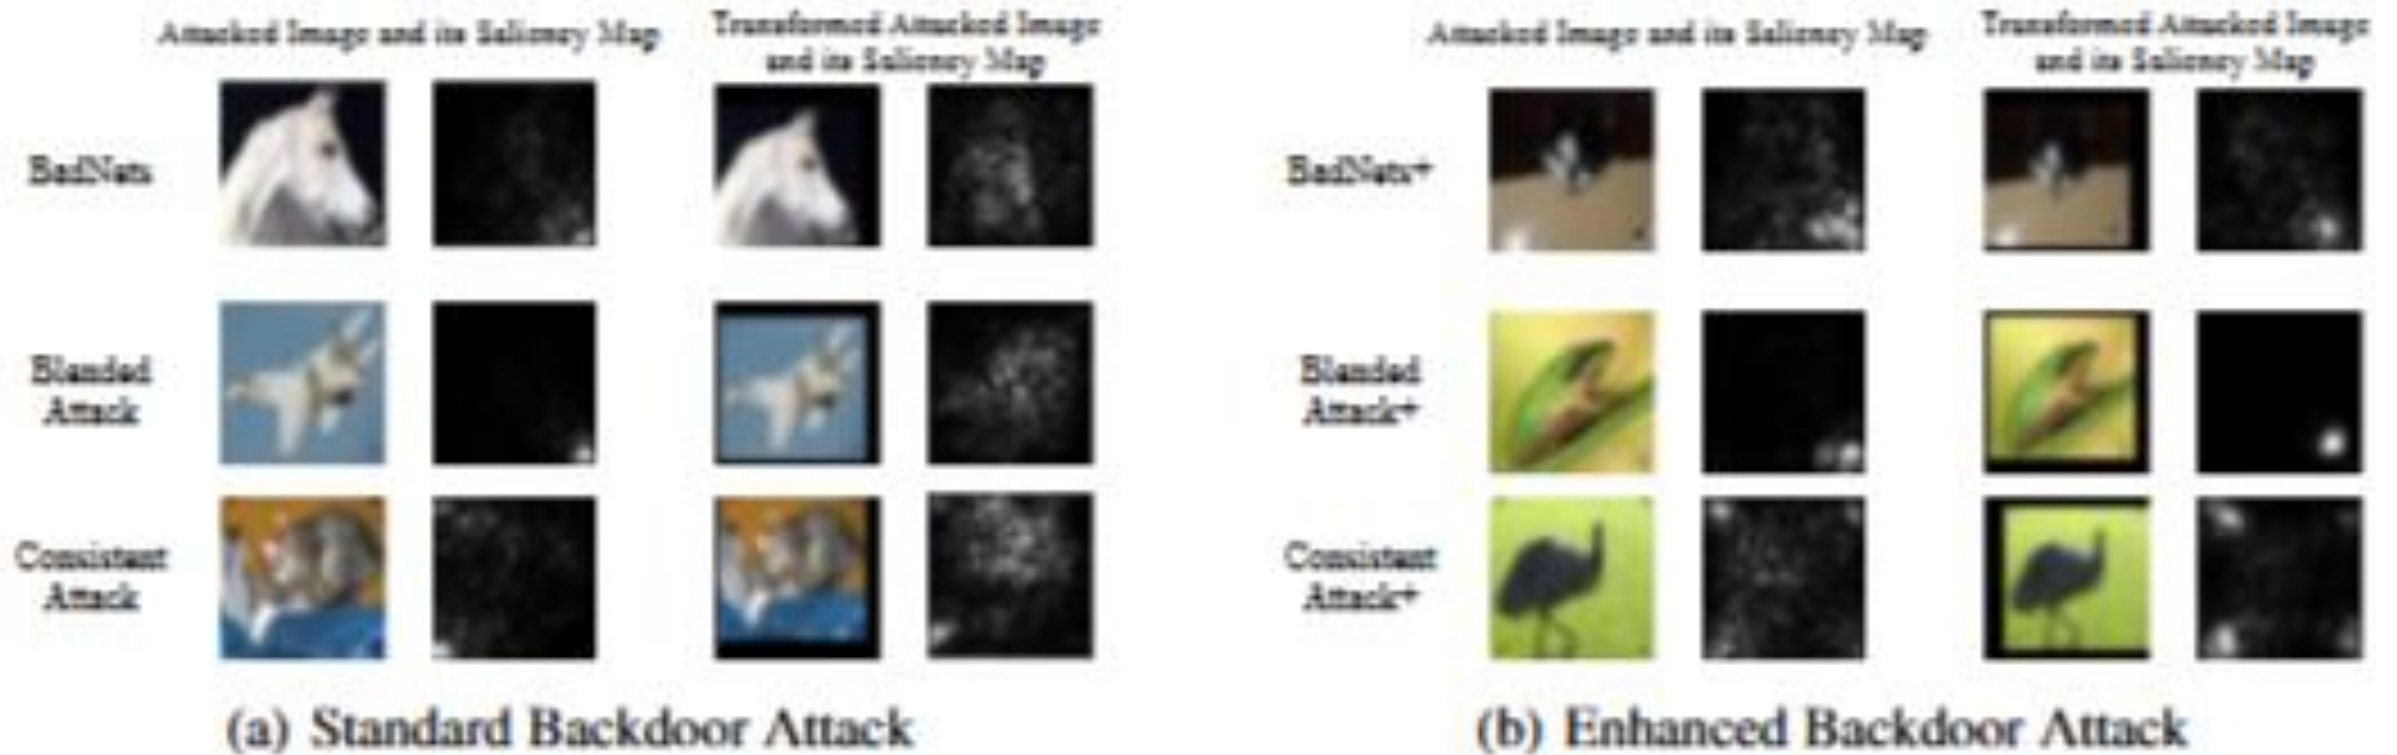 Attacked Image and its Saliency Map
Transformed Attacked Image
and its Saliency Map
BadNets
Blended
Attack
Consistent
Attack
(a) Standard Backdoor Attack
Attacked Image and its Saliency Map
Transformed Attacked Image
and its Saliency Map
BadNets+
Blended
Attack+
Consistent
Attack+
(b) Enhanced Backdoor Attack